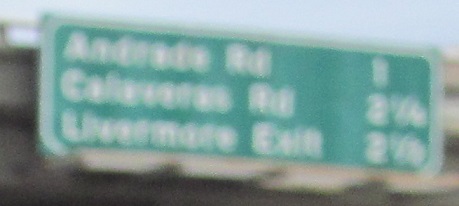 Andrade Rd 1
Calaveras Rd 2¼
Livermore Exit 2½